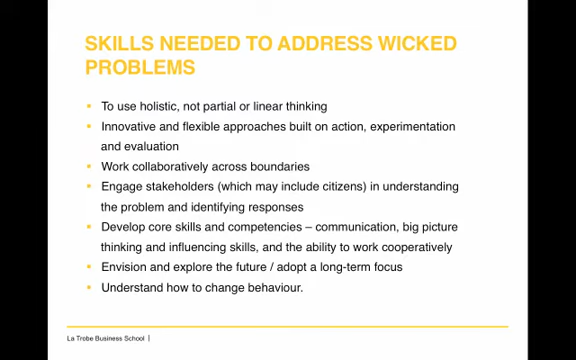 SKILLS NEEDED TO ADDRESS WICKED
PROBLEMS
▪ To use holistic, not partial or linear thinking
▪ Innovative and flexible approaches built on action, experimentation
and evaluation
▪ Work collaboratively across boundaries
▪ Engage stakeholders (which may include citizens) in understanding
the problem and identifying responses
▪ Develop core skills and competencies – communication, big picture
thinking and influencing skills, and the ability to work cooperatively
▪ Envision and explore the future / adopt a long-term focus
▪ Understand how to change behaviour.
La Trobe Business School |